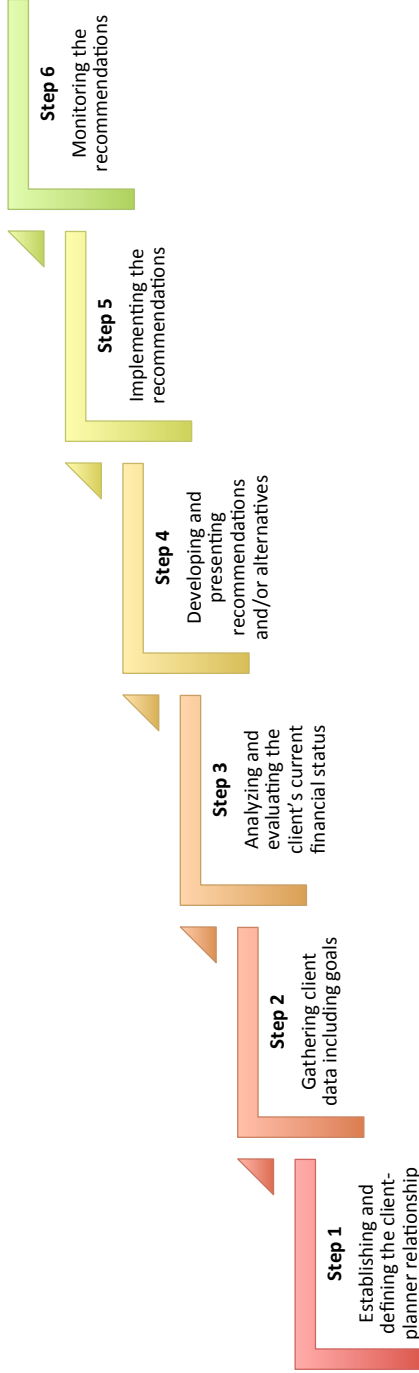 Step 1
Establishing and
defining the client-
planner relationship
Step 2
Gathering client
data including goals
Step 3
Analyzing and
evaluating the
client's current
financial status
Step 4
Developing and
presenting
recommendations
and/or alternatives
Step 5
Implementing the
recommendations
Step 6
Monitoring the
recommendations